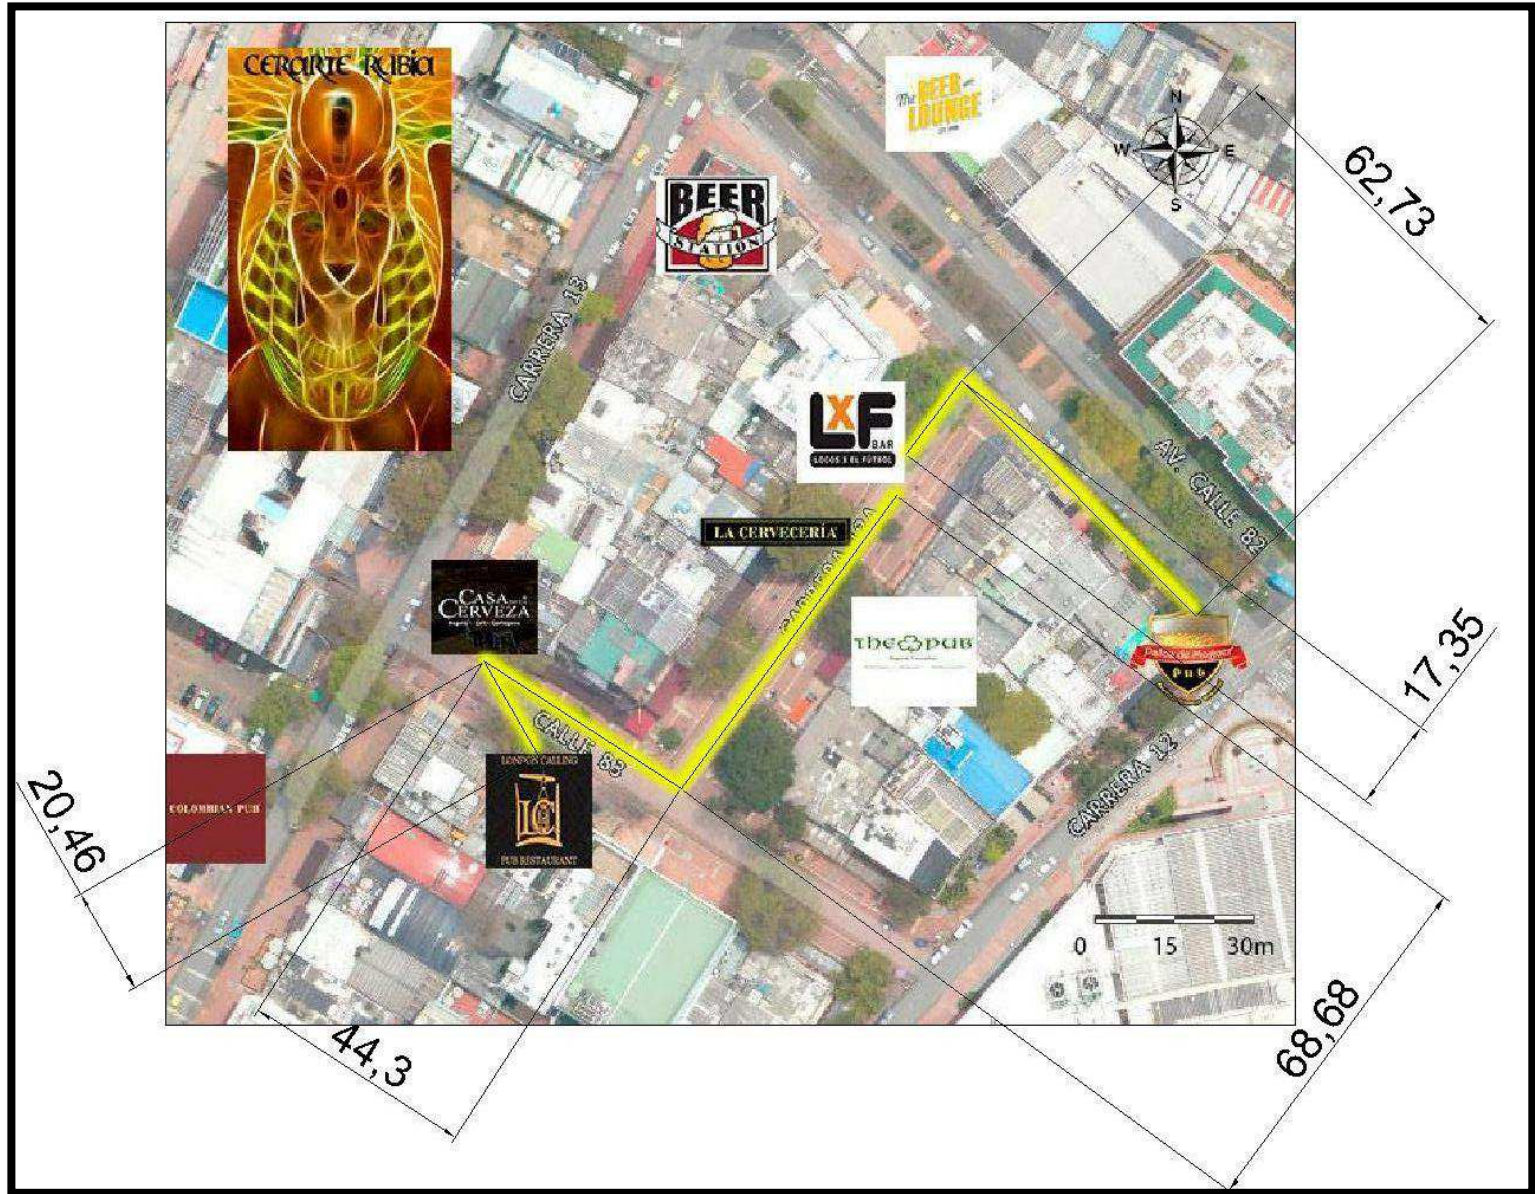 CERARTE RUBIA
The BEER
LOUNGE
N
W
E
S
62,73
BEER
STATION
CARRERA 13
LXF
BAR
LOCOS X EL FÚTBOL
AV. CALLE 82
LA CERVECERÍA
CASA
CERVEZA
THE PUB
Pub
17,35
CALLE 83
LONDON CALLING
LC
PUB RESTAURANT
COLOMBIAN PUB
CARRERA 12
20,46
0 15 30m
44,3
68,68